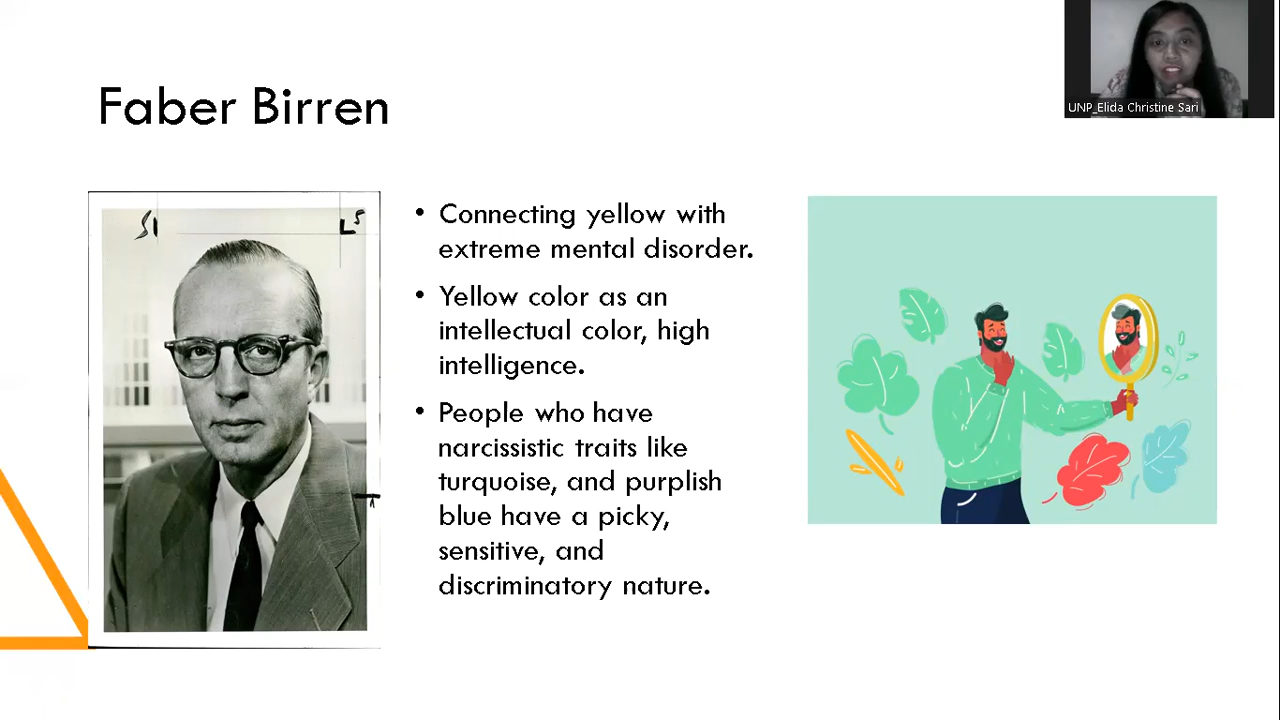 Faber Birren
UNP_Elida Christine Sari
• Connecting yellow with
extreme mental disorder.
• Yellow color as an
intellectual color, high
intelligence.
• People who have
narcissistic traits like
turquoise, and purplish
blue have a picky,
sensitive, and
discriminatory nature.